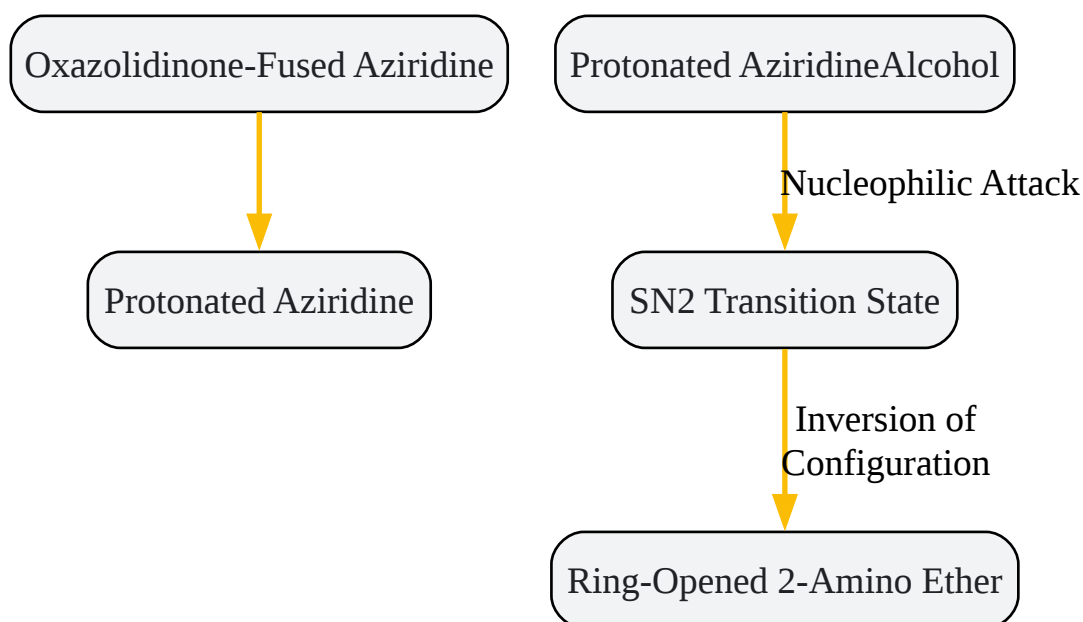 Oxazolidinone-Fused Aziridine
Protonated AziridineAlcohol
Nucleophilic Attack
Protonated Aziridine
SN2 Transition State
Inversion of
Configuration
Ring-Opened 2-Amino Ether